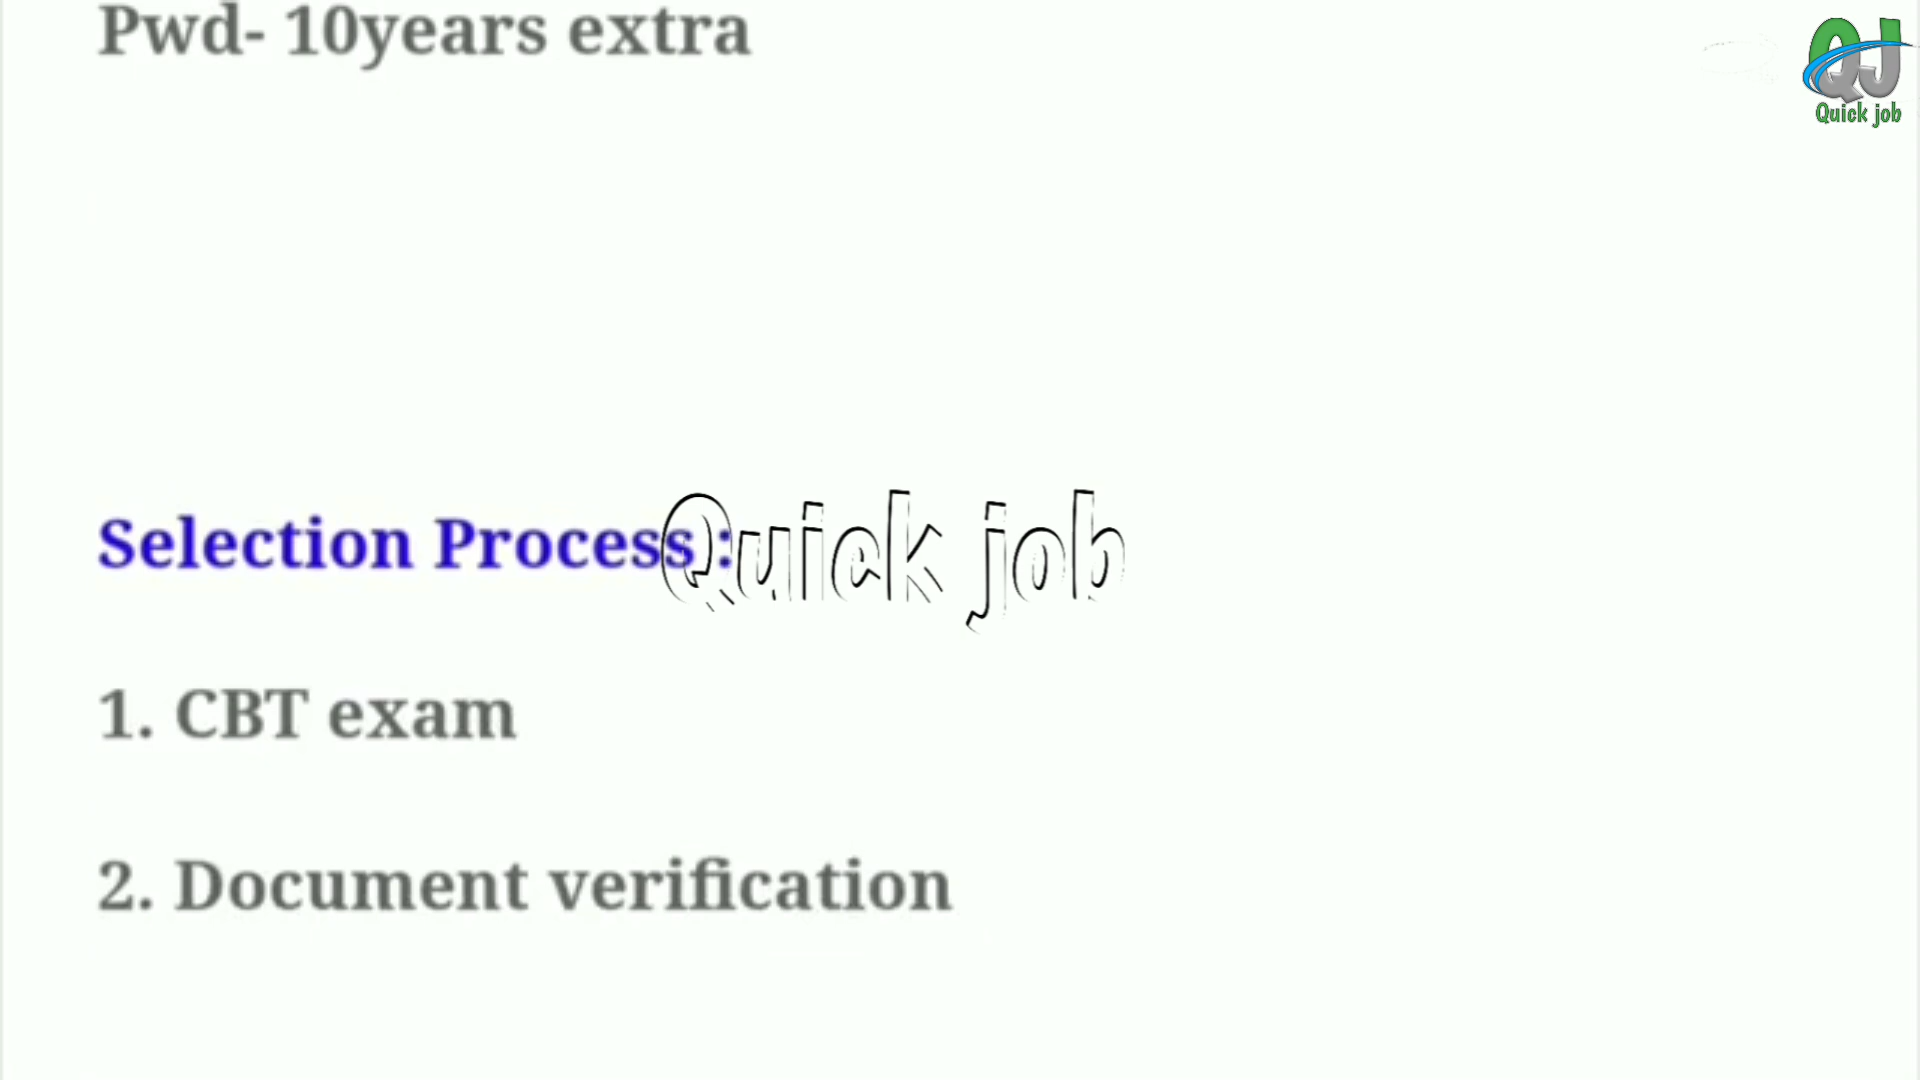 Pwd- 10years extra
QJ
Quick job
Selection Process :
Quick job
1. CBT exam
2. Document verification